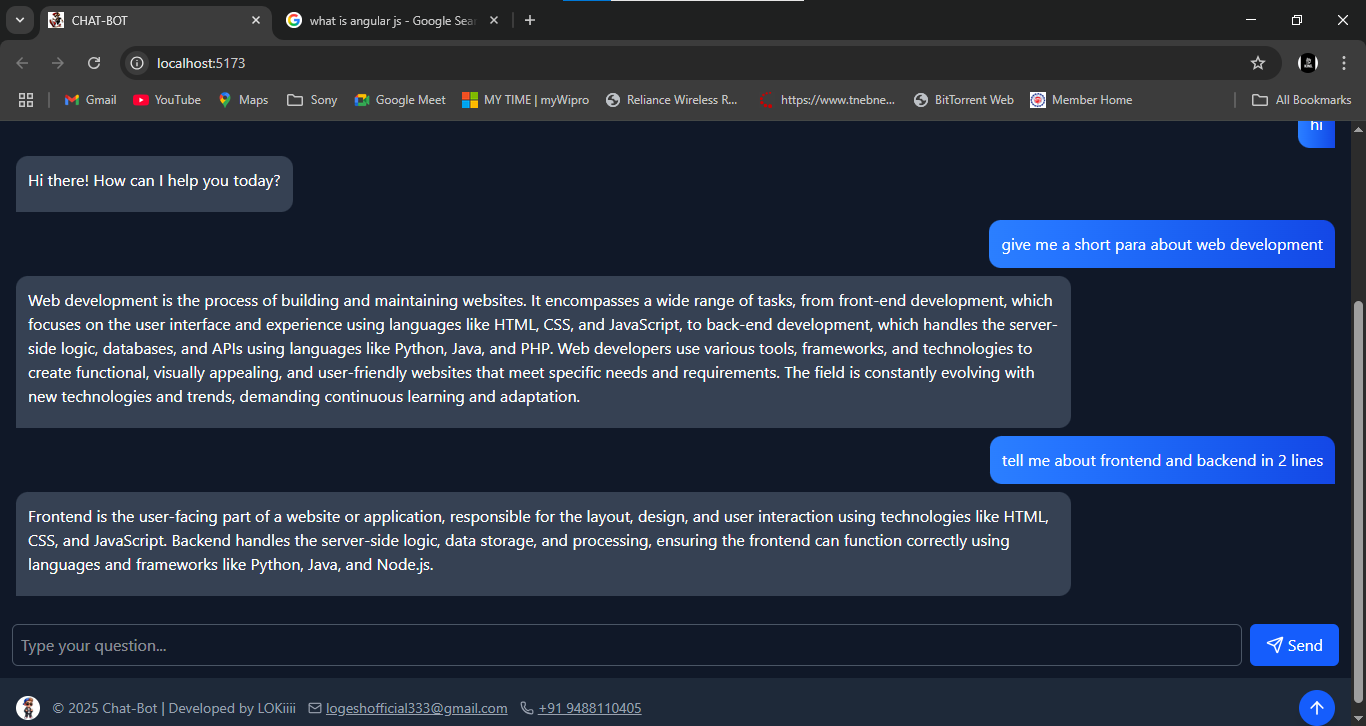 CHAT-BOT
what is angular js - Google Sea
localhost:5173
Gmail
YouTube
Maps
Sony
Google Meet
MY TIME | myWipro
Reliance Wireless R...
https://www.tnebne...
BitTorrent Web
Member Home
All Bookmarks
hi
Hi there! How can I help you today?
give me a short para about web development
Web development is the process of building and maintaining websites. It encompasses a wide range of tasks, from front-end development, which
focuses on the user interface and experience using languages like HTML, CSS, and JavaScript, to back-end development, which handles the server-
side logic, databases, and APIs using languages like Python, Java, and PHP. Web developers use various tools, frameworks, and technologies to
create functional, visually appealing, and user-friendly websites that meet specific needs and requirements. The field is constantly evolving with
new technologies and trends, demanding continuous learning and adaptation.
tell me about frontend and backend in 2 lines
Frontend is the user-facing part of a website or application, responsible for the layout, design, and user interaction using technologies like HTML,
CSS, and JavaScript. Backend handles the server-side logic, data storage, and processing, ensuring the frontend can function correctly using
languages and frameworks like Python, Java, and Node.js.
Type your question...
Send
© 2025 Chat-Bot | Developed by LOKiiii
logeshofficial333@gmail.com
+91 9488110405